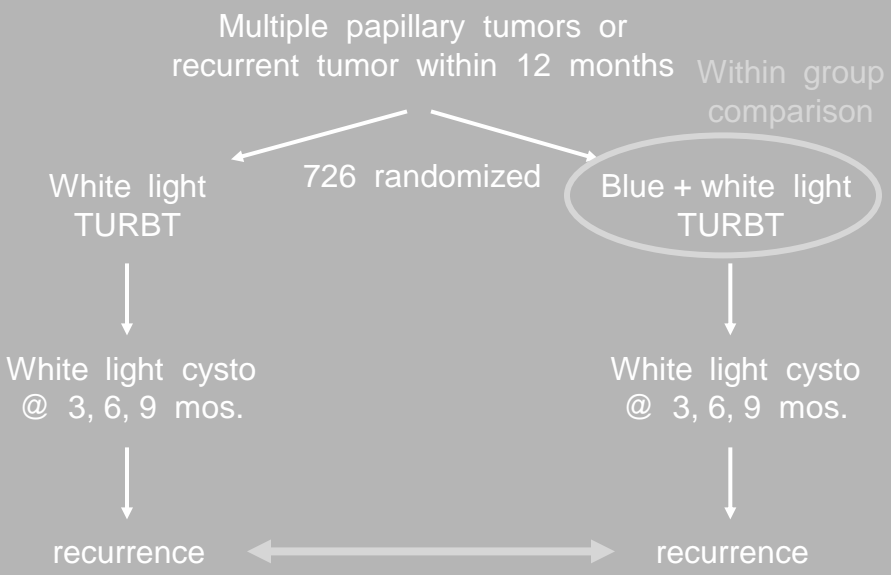 Multiple papillary tumors or
recurrent tumor within 12 months
Within group
comparison
White light
TURBT
726 randomized
Blue + white light
TURBT
White light cysto
@ 3, 6, 9 mos.
White light cysto
@ 3, 6, 9 mos.
recurrence
recurrence